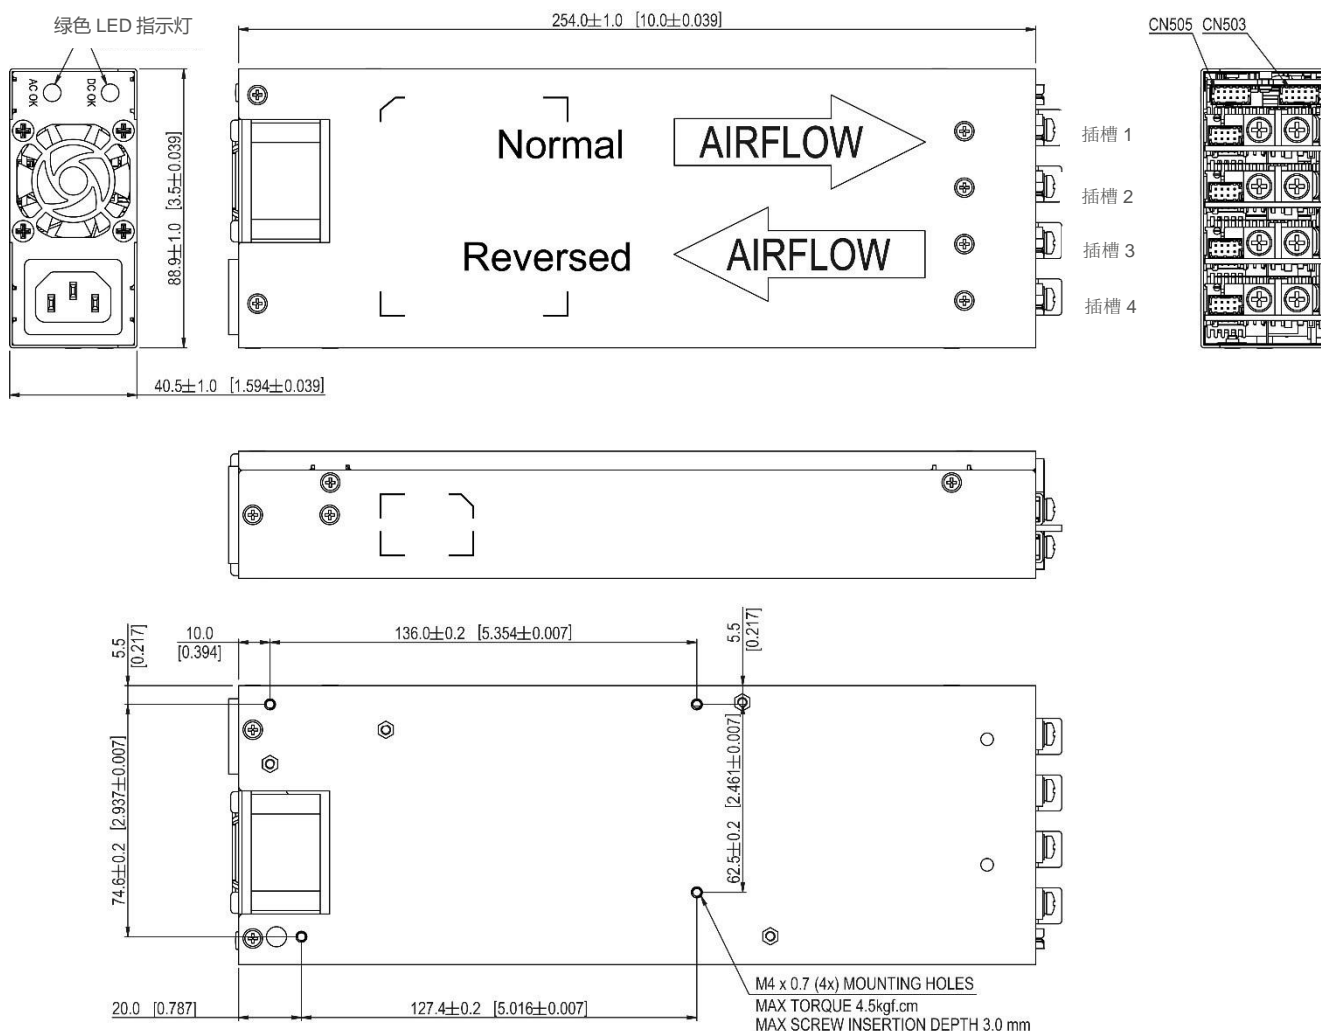 绿色 LED 指示灯
254.0±1.0 [10.0±0.039]
CN505 CN503
AC OK
DC OK
88.9±1.0 [3.5±0.039]
Normal
AIRFLOW
插槽 1
插槽 2
Reversed
AIRFLOW
插槽 3
插槽 4
40.5±1.0 [1.594±0.039]
5.5
[0.217]
10.0
[0.394]
136.0±0.2 [5.354±0.007]
5.5
[0.217]
74.6±0.2 [2.937±0.007]
62.5±0.2 [2.461±0.007]
20.0 [0.787]
127.4±0.2 [5.016±0.007]
M4 x 0.7 (4x) MOUNTING HOLES
MAX TORQUE 4.5kgf.cm
MAX SCREW INSERTION DEPTH 3.0 mm